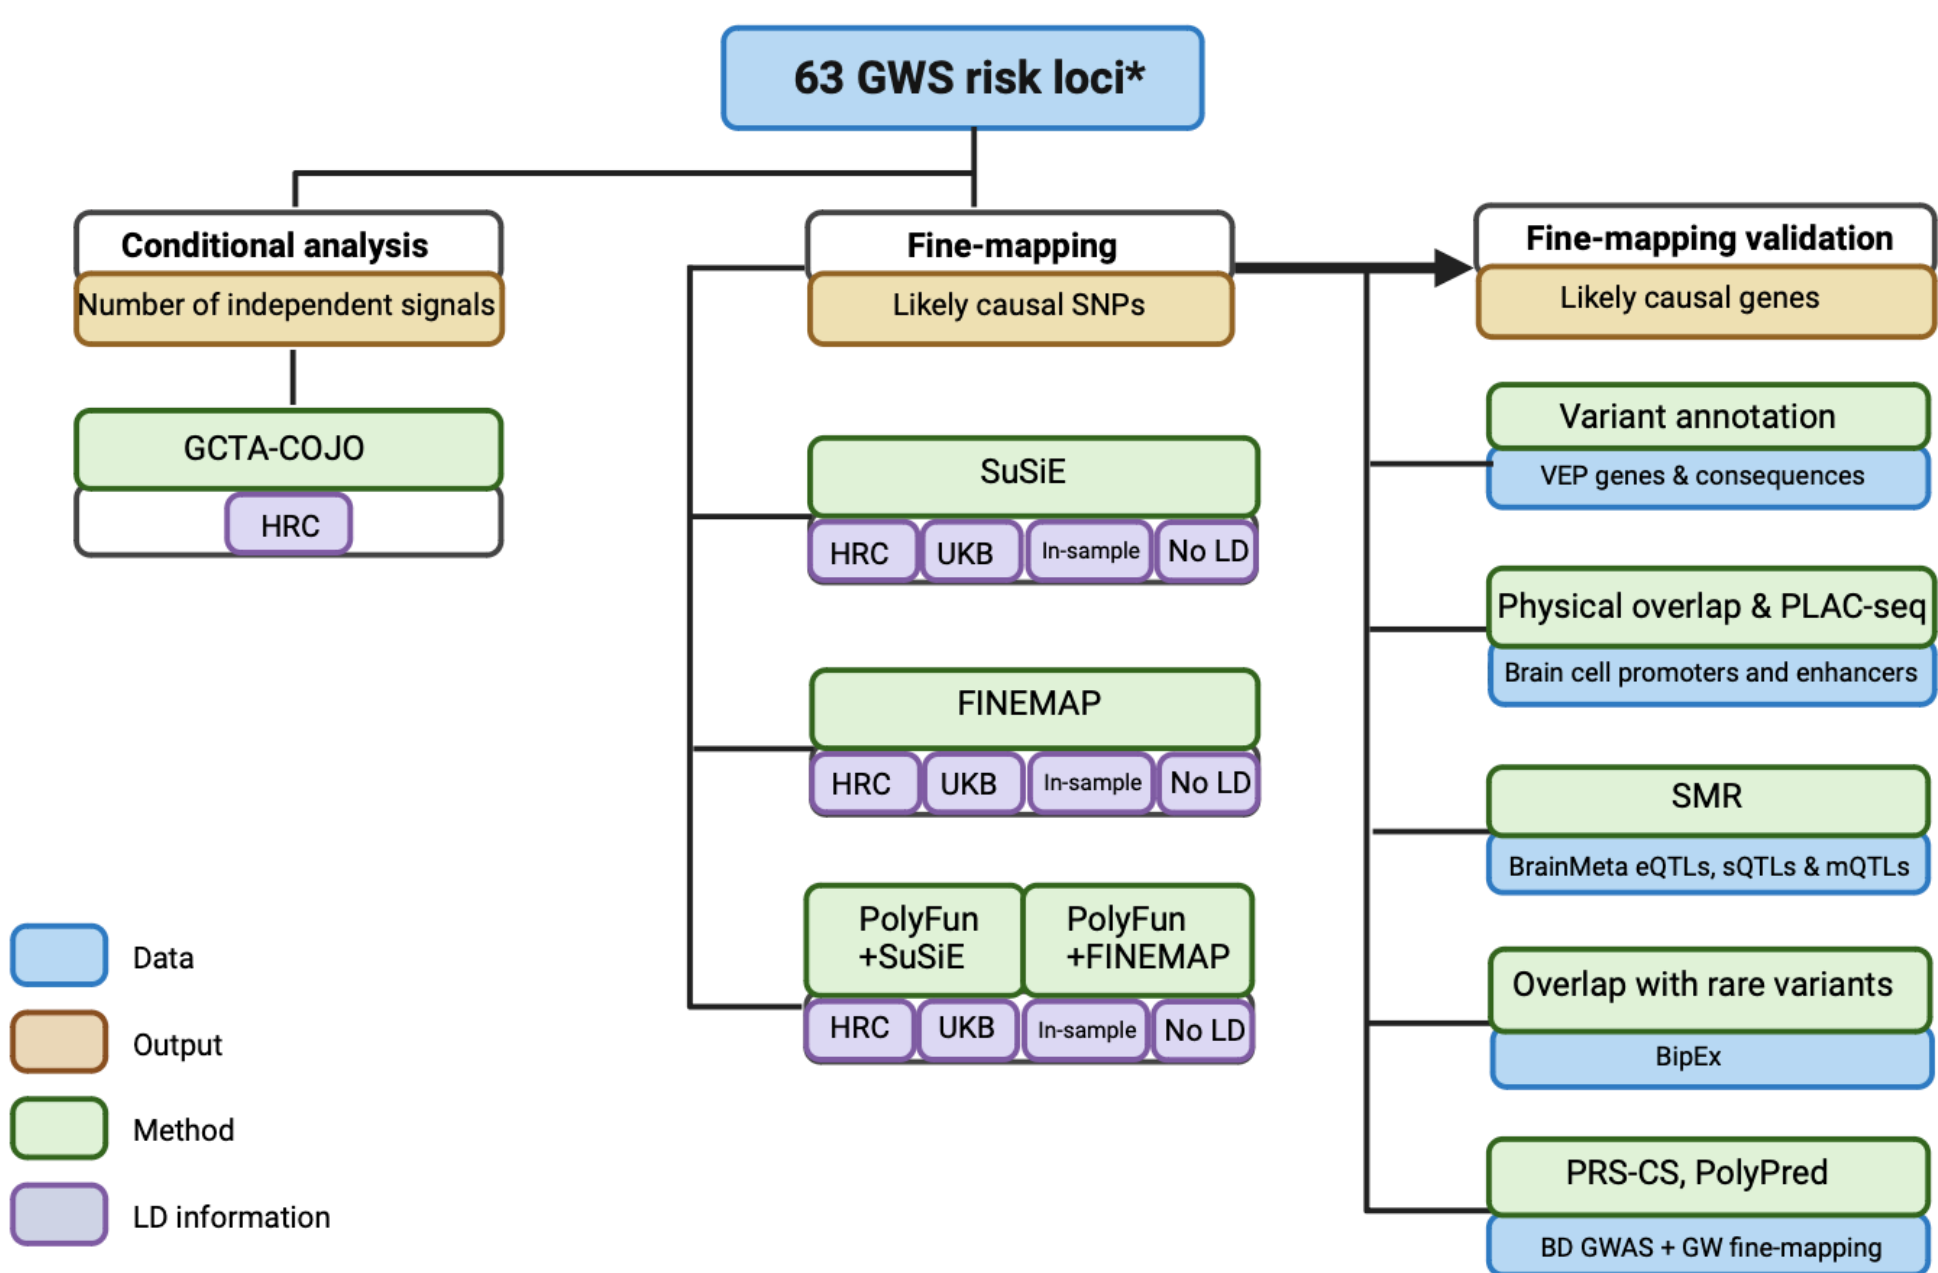 63 GWS risk loci*
Conditional analysis
Number of independent signals
GCTA-COJO
HRC
Fine-mapping
Likely causal SNPs
SuSiE
HRC
UKB
In-sample
No LD
FINEMAP
HRC
UKB
In-sample
No LD
PolyFun
+SuSiE
PolyFun
+FINEMAP
HRC
UKB
In-sample
No LD
Fine-mapping validation
Likely causal genes
Variant annotation
VEP genes & consequences
Physical overlap & PLAC-seq
Brain cell promoters and enhancers
SMR
BrainMeta eQTLs, sQTLs & mQTLs
Overlap with rare variants
BipEx
PRS-CS, PolyPred
BD GWAS + GW fine-mapping
Data
Output
Method
LD information